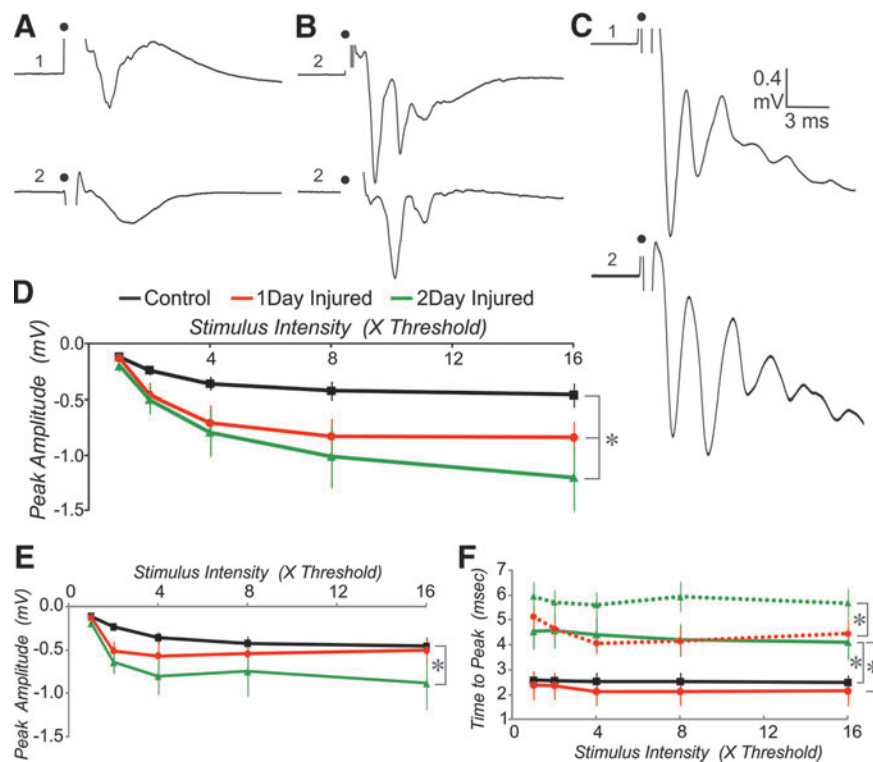 A
B
C
1
2
1
0.4
mV
3 ms
2
2
2
D
Control
1Day Injured
2Day Injured
Stimulus Intensity (X Threshold)
0.0
4
8
12
16
-0.5
-1.0
-1.5
Peak Amplitude (mV)
*
E
Stimulus Intensity (X Threshold)
0
4
8
12
16
0.0
-0.5
-1.0
-1.5
Peak Amplitude (mV)
*
F
7
6
5
4
3
2
1
Time to Peak (msec)
*
*
*
0
4
8
12
16
Stimulus Intensity (X Threshold)